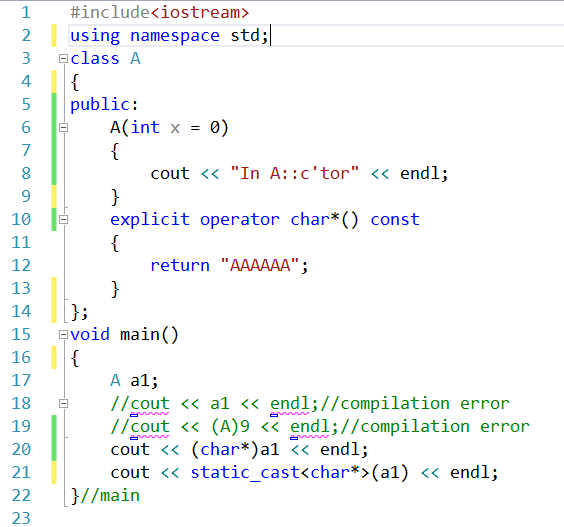 1 #include<iostream>
2 using namespace std;
3 class A
4 {
5 public:
6     A(int x = 0)
7     {
8         cout << "In A::c'tor" << endl;
9     }
10     explicit operator char*() const
11     {
12         return "AAAAAA";
13     }
14 };
15 void main()
16 {
17     A a1;
18     //cout << a1 << endl;//compilation error
19     //cout << (A)9 << endl;//compilation error
20     cout << (char*)a1 << endl;
21     cout << static_cast<char*>(a1) << endl;
22 }//main
23